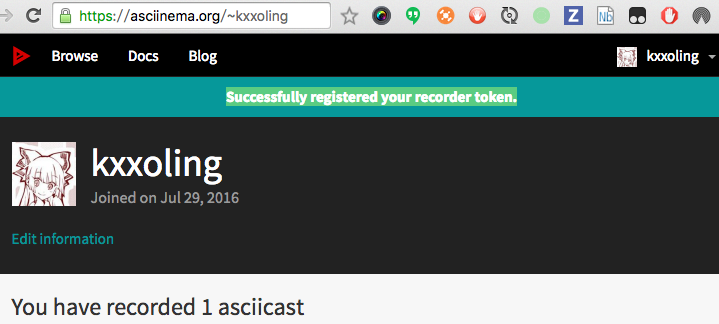 https://asciinema.org/~kxxoling
Z
Nb
Browse Docs Blog kxxoling
Successfully registered your recorder token.
kxxoling
Joined on Jul 29, 2016
Edit information
You have recorded 1 asciicast